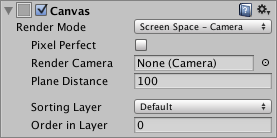 Canvas
Render Mode Screen Space - Camera
Pixel Perfect
Render Camera None (Camera)
Plane Distance 100
Sorting Layer Default
Order in Layer 0